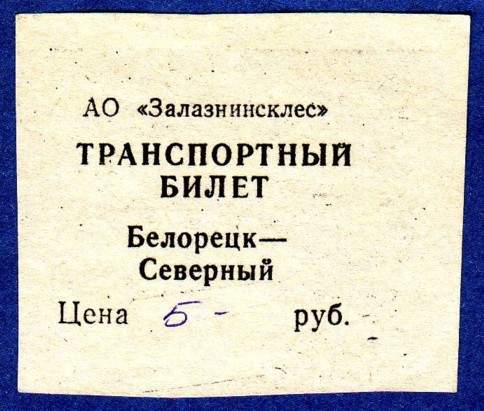 АО «Залазнинсклес»
ТРАНСПОРТНЫЙ
БИЛЕТ
Белорецк—
Северный
Цена 5- руб.